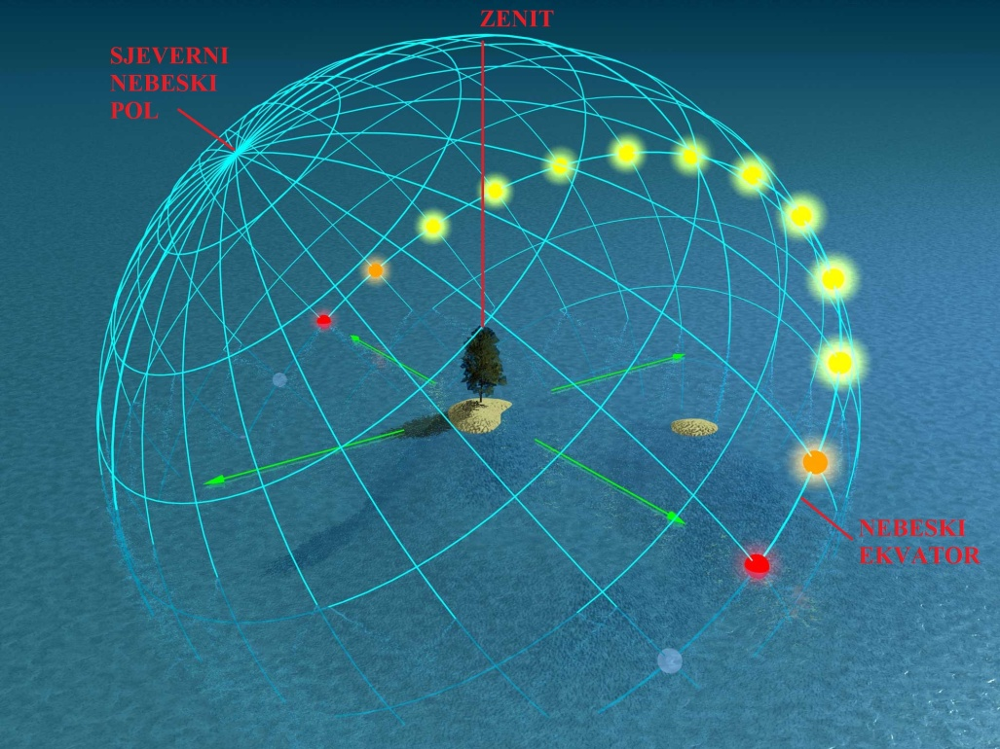 ZENIT
SJEVERNI
NEBESKI
POL
NEBESKI
EKVATOR